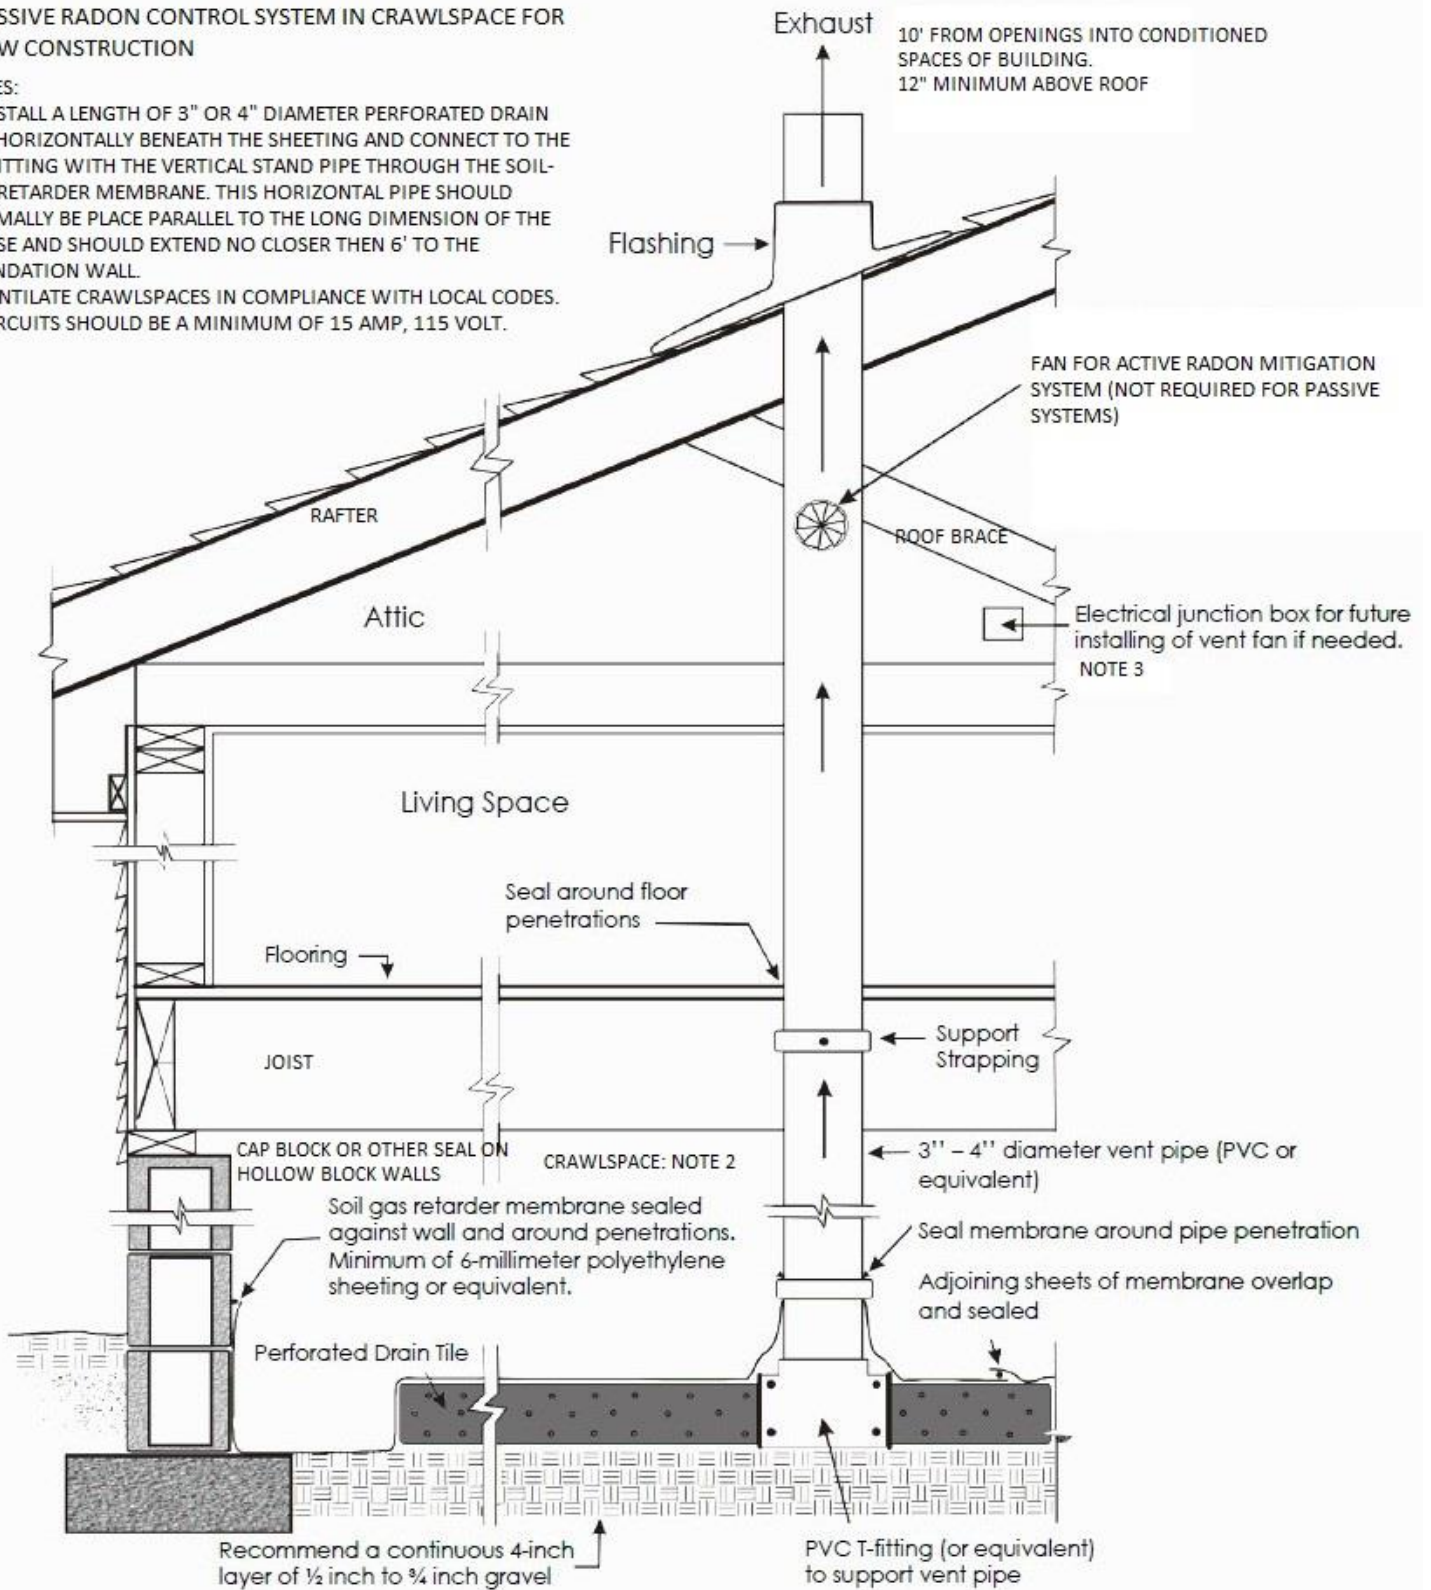 SSIVE RADON CONTROL SYSTEM IN CRAWLSPACE FOR
W CONSTRUCTION
ES:
STALL A LENGTH OF 3" OR 4" DIAMETER PERFORATED DRAIN
HORIZONTALLY BENEATH THE SHEETING AND CONNECT TO THE
ITTING WITH THE VERTICAL STAND PIPE THROUGH THE SOIL-
RETARDER MEMBRANE. THIS HORIZONTAL PIPE SHOULD
MALLY BE PLACE PARALLEL TO THE LONG DIMENSION OF THE
SE AND SHOULD EXTEND NO CLOSER THEN 6' TO THE
NDATION WALL.
NTILATE CRAWLSPACES IN COMPLIANCE WITH LOCAL CODES.
RCUITS SHOULD BE A MINIMUM OF 15 AMP, 115 VOLT.
Exhaust
10' FROM OPENINGS INTO CONDITIONED
SPACES OF BUILDING.
12" MINIMUM ABOVE ROOF
Flashing
FAN FOR ACTIVE RADON MITIGATION
SYSTEM (NOT REQUIRED FOR PASSIVE
SYSTEMS)
RAFTER
ROOF BRACE
Attic
Electrical junction box for future
installing of vent fan if needed.
NOTE 3
Living Space
Seal around floor
penetrations
Flooring
Support
Strapping
JOIST
CAP BLOCK OR OTHER SEAL ON
HOLLOW BLOCK WALLS
CRAWLSPACE: NOTE 2
3'' – 4'' diameter vent pipe (PVC or
equivalent)
Soil gas retarder membrane sealed
against wall and around penetrations.
Minimum of 6-millimeter polyethylene
sheeting or equivalent.
Seal membrane around pipe penetration
Adjoining sheets of membrane overlap
and sealed
Perforated Drain Tile
Recommend a continuous 4-inch
layer of ½ inch to ¾ inch gravel
PVC T-fitting (or equivalent)
to support vent pipe